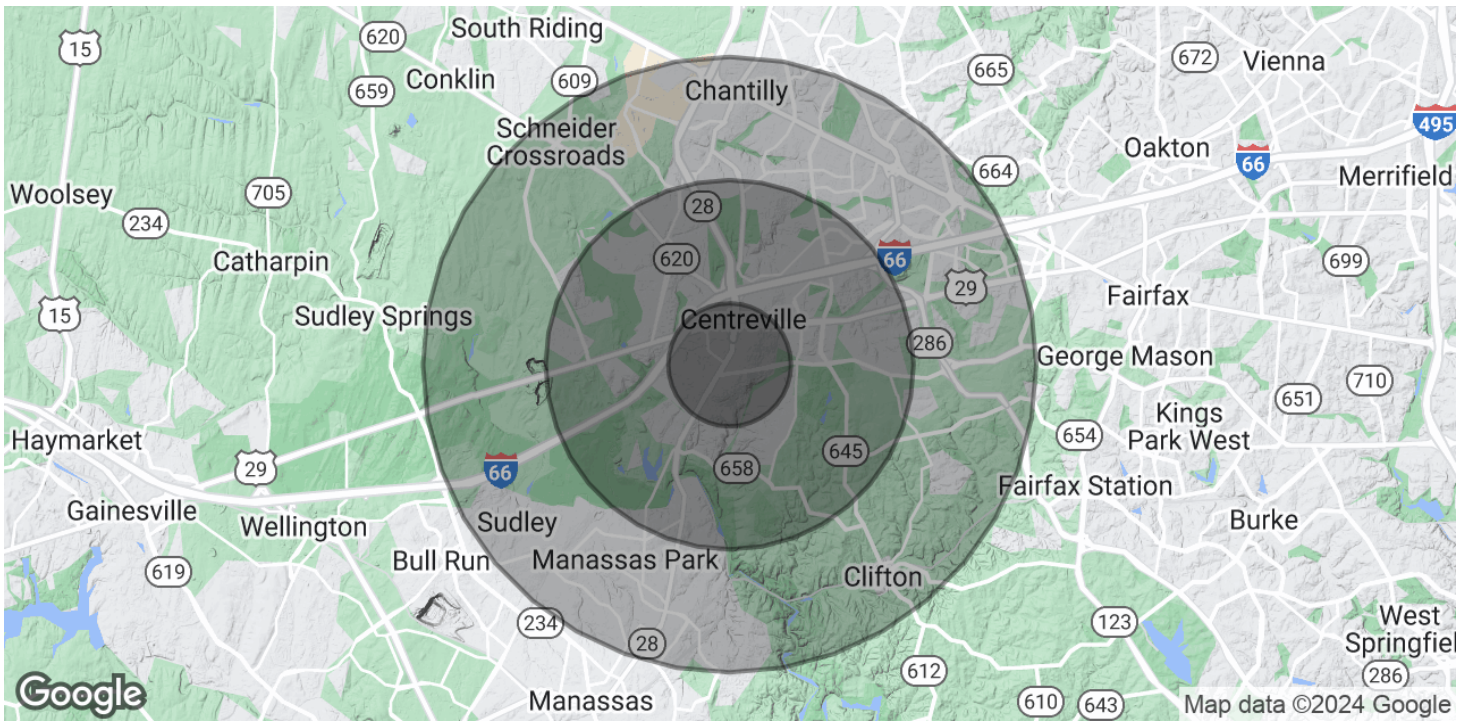 South Riding
620
15
672
Vienna
665
Conklin
609
659
Chantilly
495
Schneider
Crossroads
Oakton
66
664
Merrifield
705
Woolsey
28
234
620
66
Catharpin
699
29
Fairfax
15
Sudley Springs
Centreville
286
George Mason
710
651
Kings
Park West
654
Haymarket
645
29
66
658
Fairfax Station
Gainesville
Sudley
Burke
Wellington
Bull Run
Manassas Park
619
Clifton
234
123
West
Springfiel
28
612
286
Google
Manassas
610
643
Map data ©2024 Google